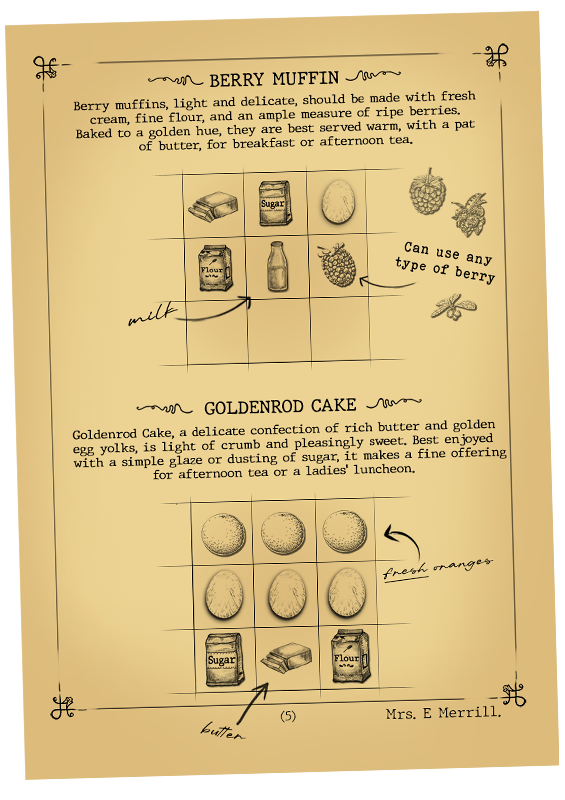 BERRY MUFFIN
Berry muffins, light and delicate, should be made with fresh
cream, fine flour, and an ample measure of ripe berries.
Baked to a golden hue, they are best served warm, with a pat
of butter, for breakfast or afternoon tea.
Sugar
Flour
Can use any
type of berry
milk
GOLDENROD CAKE
Goldenrod Cake, a delicate confection of rich butter and golden
egg yolks, is light of crumb and pleasingly sweet. Best enjoyed
with a simple glaze or dusting of sugar, it makes a fine offering
for afternoon tea or a ladies' luncheon.
fresh oranges
Sugar
Flour
butter
(5)
Mrs. E Merrill.